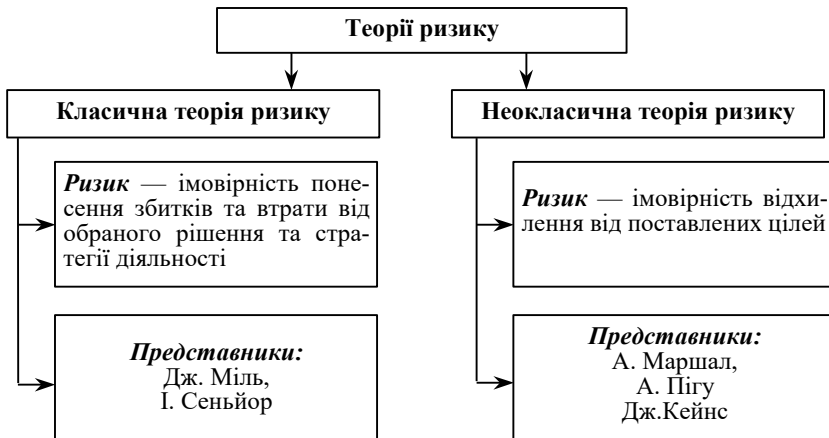 Теорії ризику
Класична теорія ризику
Неокласична теорія ризику
Ризик — імовірність поне-
сення збитків та втрати від
обраного рішення та стра-
тегії діяльності
Ризик — імовірність відхи-
лення від поставлених цілей
Представники:
Дж. Міль,
І. Сеньйор
Представники:
А. Маршал,
А. Пігу
Дж.Кейнс